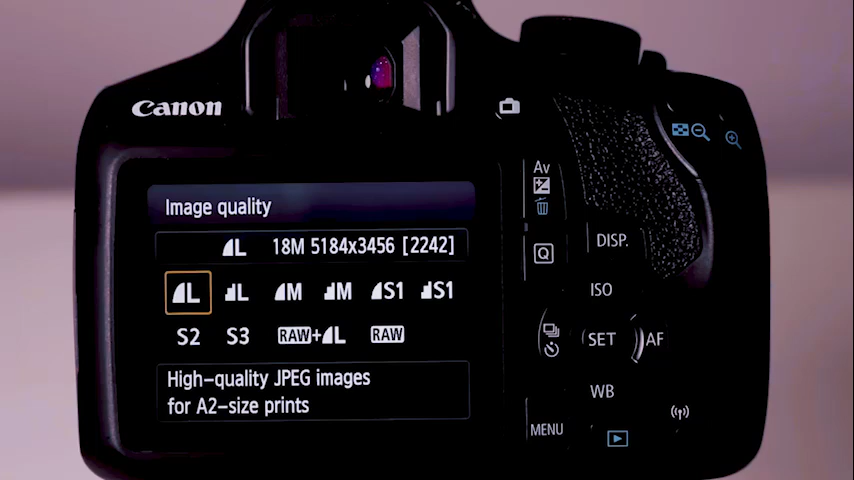 Canon
Image quality
L 18M 5184x3456 [2242]
L L M M S1 S1
S2 S3 RAW+L RAW
High-quality JPEG images
for A2-size prints
Av
Q
DISP.
ISO
SET
AF
WB
MENU